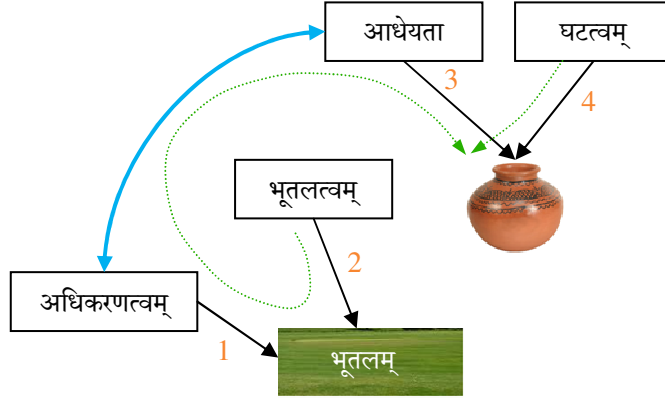 आधेयता
घटत्वम्
3
4
भूतलत्वम्
2
अधिकरणत्वम्
1
भूतलम्